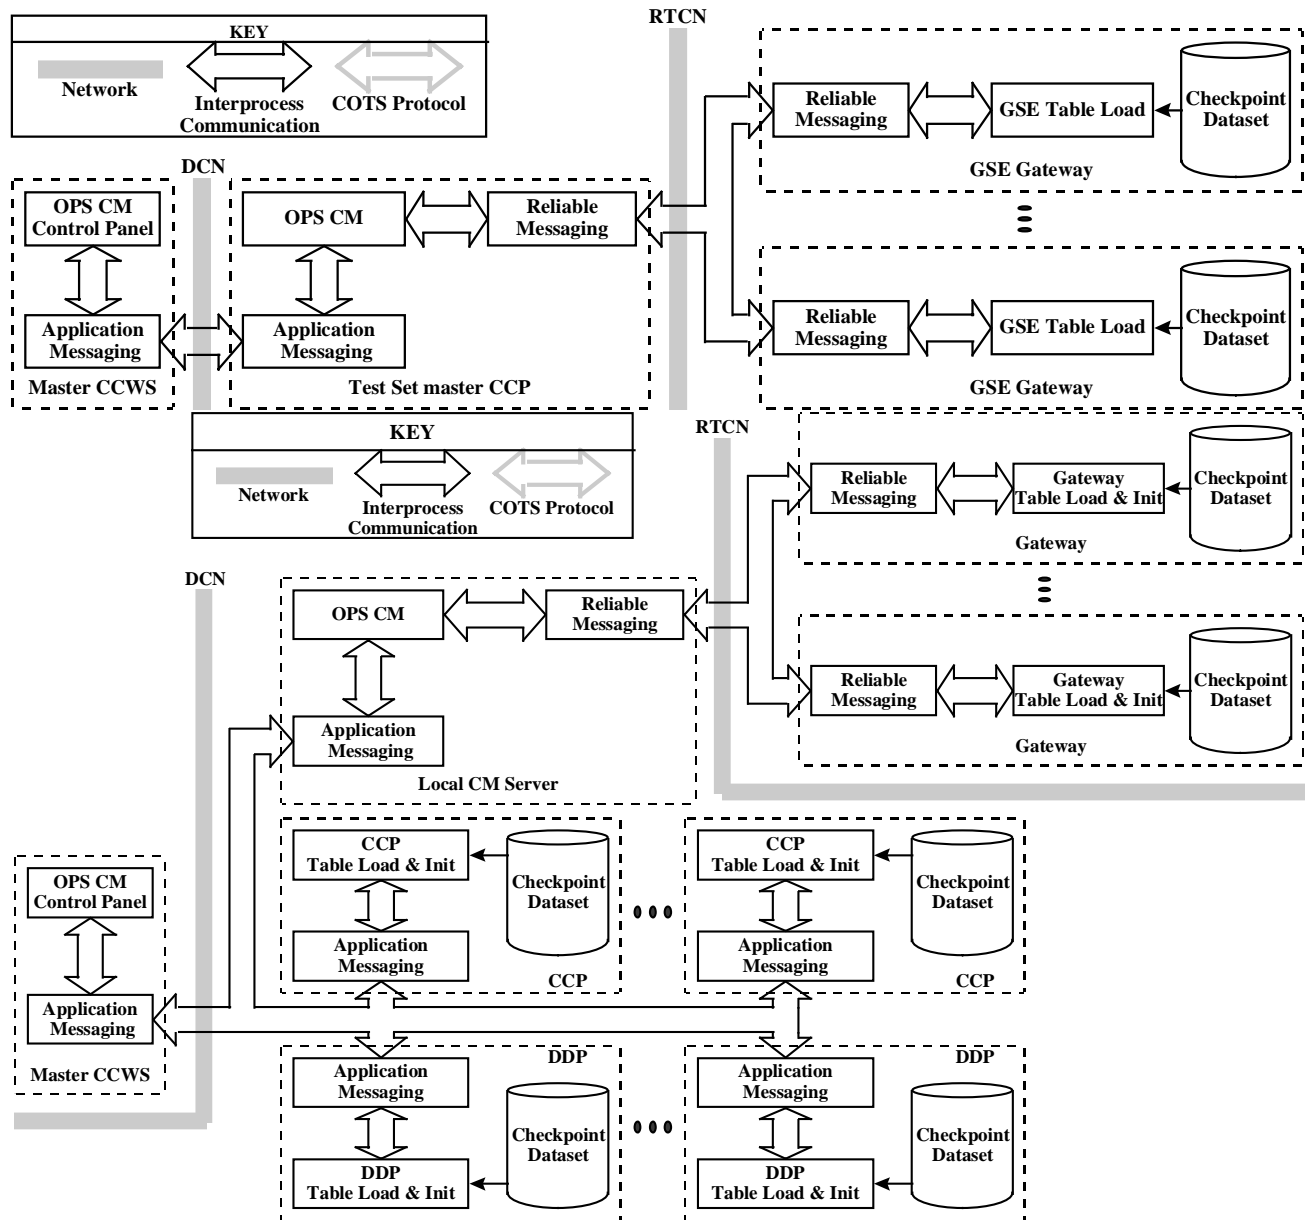 RTCN
KEY
Network
Interprocess
Communication
COTS Protocol
Reliable
Messaging
GSE Table Load
Checkpoint
Dataset
GSE Gateway
DCN
OPS CM
Control Panel
Application
Messaging
Master CCWS
OPS CM
Reliable
Messaging
Application
Messaging
Test Set master CCP
Reliable
Messaging
GSE Table Load
Checkpoint
Dataset
GSE Gateway
KEY
Network
Interprocess
Communication
COTS Protocol
RTCN
Reliable
Messaging
Gateway
Table Load & Init
Checkpoint
Dataset
Gateway
DCN
OPS CM
Reliable
Messaging
Application
Messaging
Local CM Server
Reliable
Messaging
Gateway
Table Load & Init
Checkpoint
Dataset
Gateway
OPS CM
Control Panel
Application
Messaging
Master CCWS
CCP
Table Load & Init
Checkpoint
Dataset
Application
Messaging
CCP
CCP
Table Load & Init
Checkpoint
Dataset
Application
Messaging
CCP
DDP
Application
Messaging
Checkpoint
Dataset
DDP
Table Load & Init
DDP
Application
Messaging
Checkpoint
Dataset
DDP
Table Load & Init